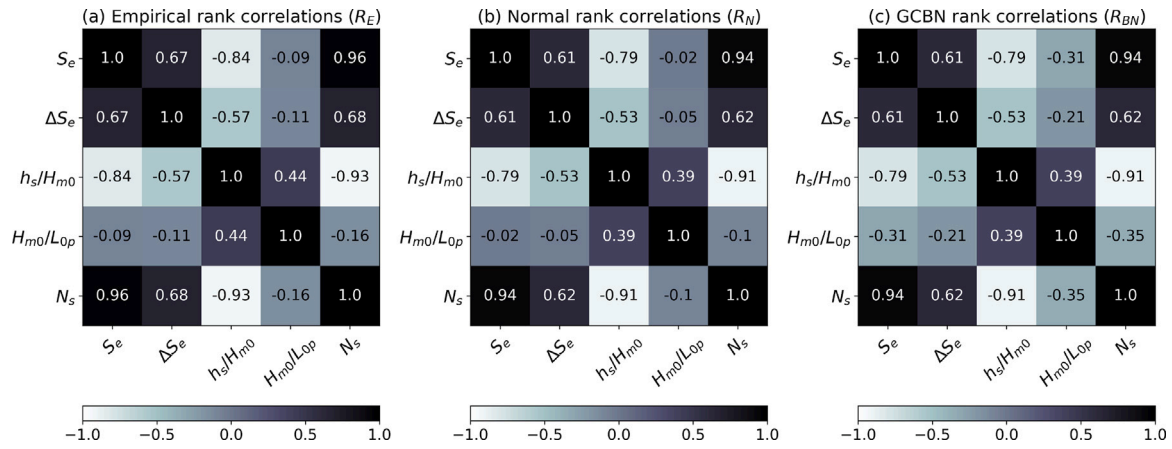 (a) Empirical rank correlations (R_E)
S_e 1.0 0.67 -0.84 -0.09 0.96
ΔS_e 0.67 1.0 -0.57 -0.11 0.68
h_s/H_m0 -0.84 -0.57 1.0 0.44 -0.93
H_m0/L_0p -0.09 -0.11 0.44 1.0 -0.16
N_s 0.96 0.68 -0.93 -0.16 1.0
S_e ΔS_e h_s/H_m0 H_m0/L_0p N_s
−1.0 −0.5 0.0 0.5 1.0
(b) Normal rank correlations (R_N)
S_e 1.0 0.61 -0.79 -0.02 0.94
ΔS_e 0.61 1.0 -0.53 -0.05 0.62
h_s/H_m0 -0.79 -0.53 1.0 0.39 -0.91
H_m0/L_0p -0.02 -0.05 0.39 1.0 -0.1
N_s 0.94 0.62 -0.91 -0.1 1.0
S_e ΔS_e h_s/H_m0 H_m0/L_0p N_s
−1.0 −0.5 0.0 0.5 1.0
(c) GCBN rank correlations (R_BN)
S_e 1.0 0.61 -0.79 -0.31 0.94
ΔS_e 0.61 1.0 -0.53 -0.21 0.62
h_s/H_m0 -0.79 -0.53 1.0 0.39 -0.91
H_m0/L_0p -0.31 -0.21 0.39 1.0 -0.35
N_s 0.94 0.62 -0.91 -0.35 1.0
S_e ΔS_e h_s/H_m0 H_m0/L_0p N_s
−1.0 −0.5 0.0 0.5 1.0